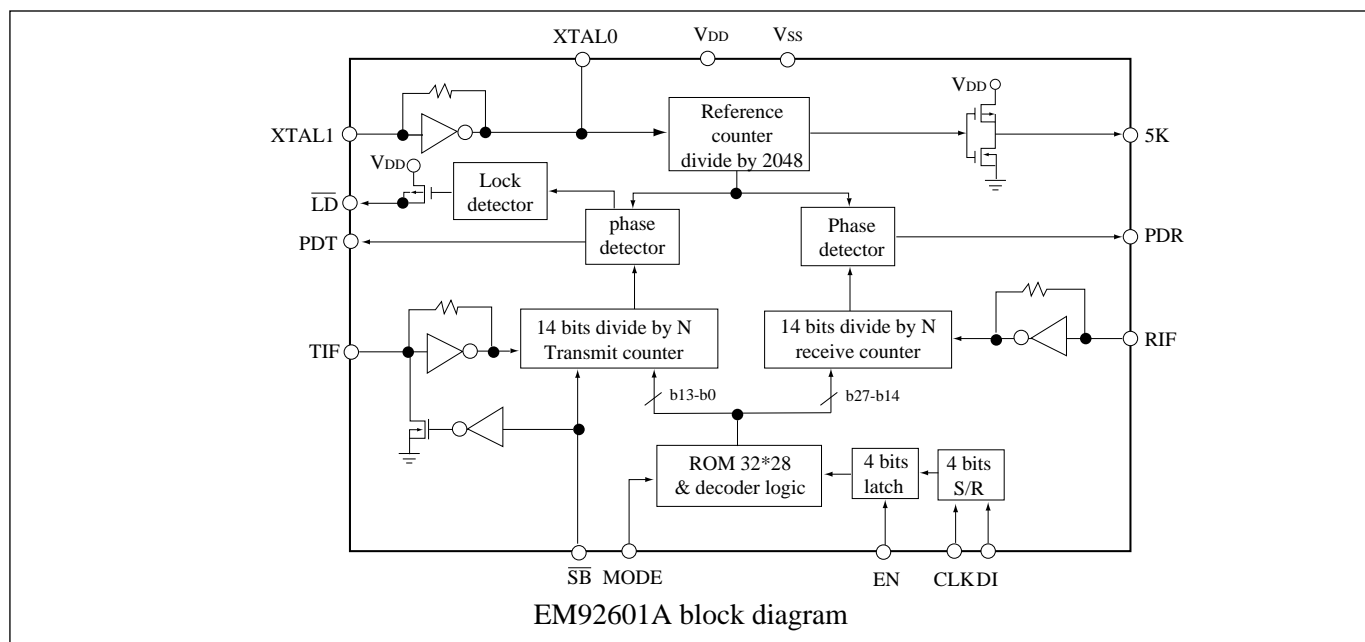 XTAL0
VDD
VSS
XTAL1
Reference
counter
divide by 2048
VDD
5K
VDD
L̅D̅
Lock
detector
phase
detector
Phase
detector
PDT
PDR
14 bits divide by N
Transmit counter
14 bits divide by N
receive counter
TIF
RIF
b13-b0
b27-b14
ROM 32*28
& decoder logic
4 bits
latch
4 bits
S/R
S̅B̅
MODE
EN
CLK
DI
EM92601A block diagram